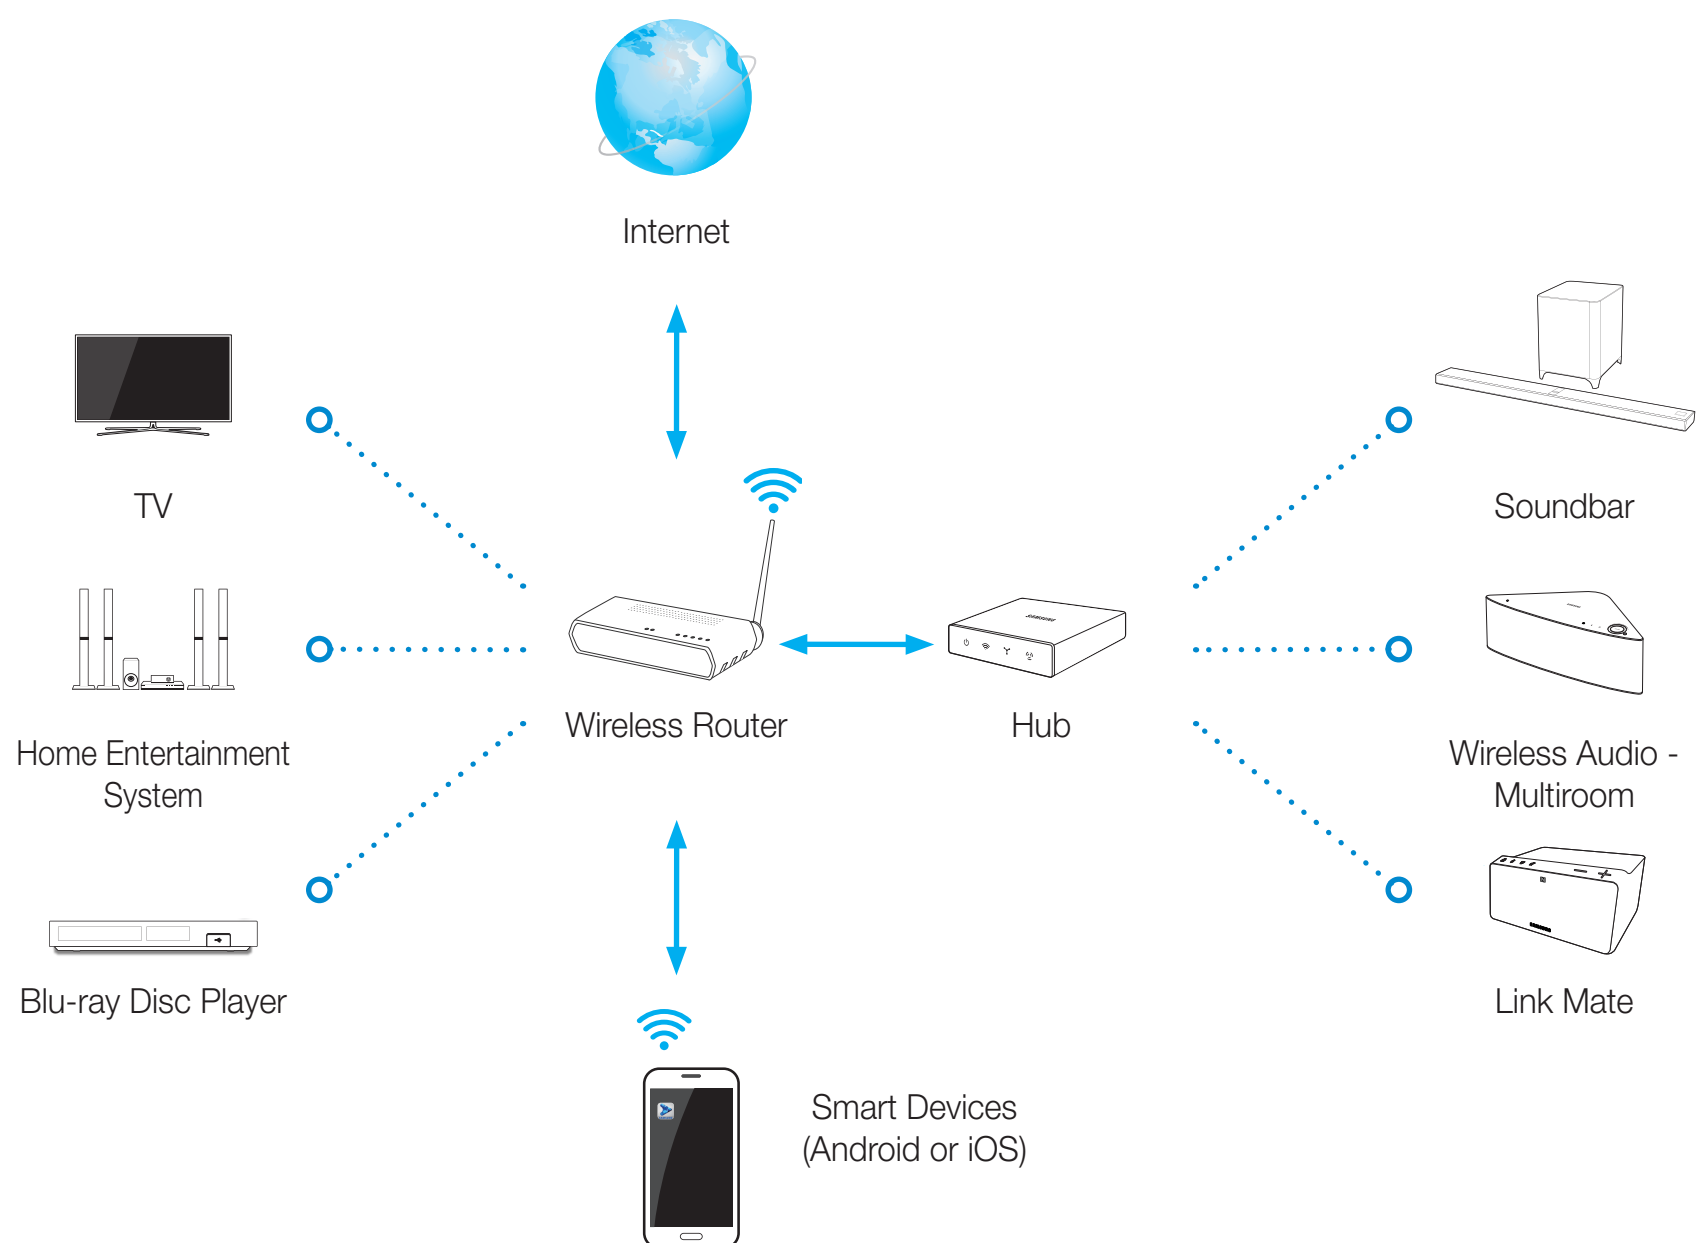 Internet
TV
Soundbar
SAMSUNG
Wireless Router
Hub
Home Entertainment
System
Wireless Audio -
Multiroom
Blu-ray Disc Player
Link Mate
Smart Devices
(Android or iOS)